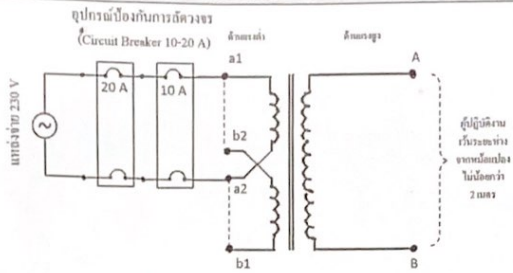 อุปกรณ์ป้องกันการลัดวงจร
(Circuit Breaker 10-20 A)
ด้านแรงต่ำ
ด้านแรงสูง
a1
A
20 A
10 A
แหล่งจ่าย 230 V
b2
a2
b1
B
ผู้ปฏิบัติงาน
เว้นระยะห่าง
จากหม้อแปลง
ไม่น้อยกว่า
2 เมตร